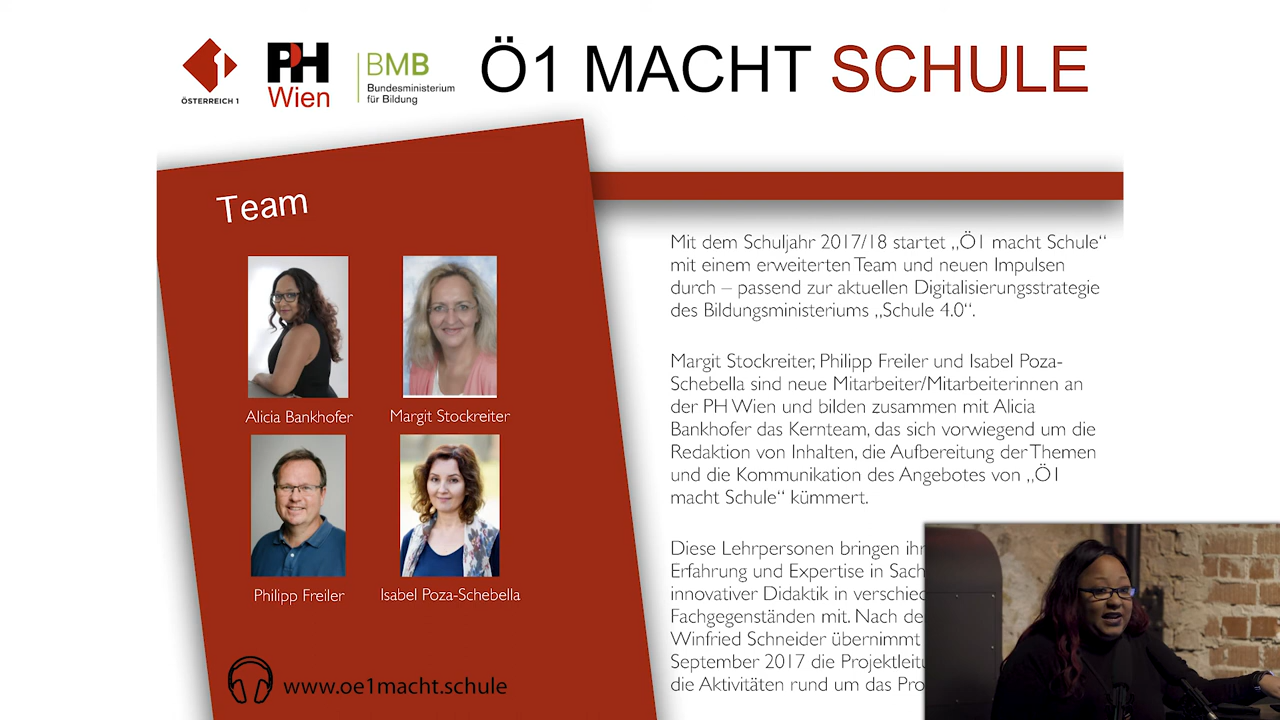 ÖSTERREICH 1
PH
Wien
BMB
Bundesministerium
für Bildung
Ö1 MACHT SCHULE
Team
Alicia Bankhofer
Margit Stockreiter
Philipp Freiler
Isabel Poza-Schebella
www.oe1macht.schule
Mit dem Schuljahr 2017/18 startet „Ö1 macht Schule“
mit einem erweiterten Team und neuen Impulsen
durch – passend zur aktuellen Digitalisierungsstrategie
des Bildungsministeriums „Schule 4.0“.
Margit Stockreiter, Philipp Freiler und Isabel Poza-
Schebella sind neue Mitarbeiter/Mitarbeiterinnen an
der PH Wien und bilden zusammen mit Alicia
Bankhofer das Kernteam, das sich vorwiegend um die
Redaktion von Inhalten, die Aufbereitung der Themen
und die Kommunikation des Angebotes von „Ö1
macht Schule“ kümmert.
Diese Lehrpersonen bringen
Erfahrung und Expertise in
innovativer Didaktik in
Fachgegenständen mit. Nach
Winfried Schneider übernimmt
September 2017 die
die Aktivitäten rund um das